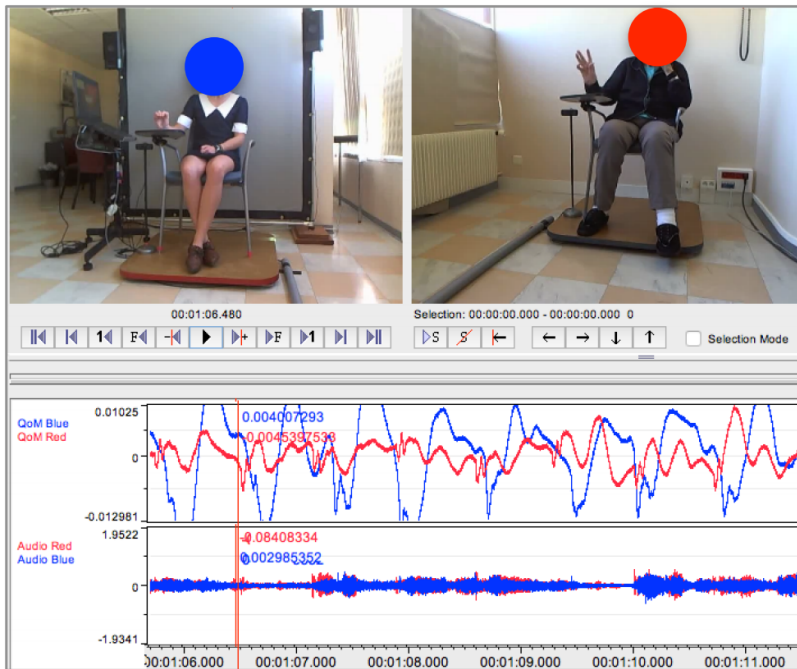 00:01:06.480
Selection: 00:00:00.000 - 00:00:00.000 0
1 F - + F 1 S S ← → ↓ ↑ Selection Mode
QoM Blue
QoM Red
0.01025
0
-0.012981
0.004007293
-0.0045397533
Audio Red
Audio Blue
1.9522
0
-1.9341
-0.08408334
0.002985352
00:01:06.000 00:01:07.000 00:01:08.000 00:01:09.000 00:01:10.000 00:01:11.000